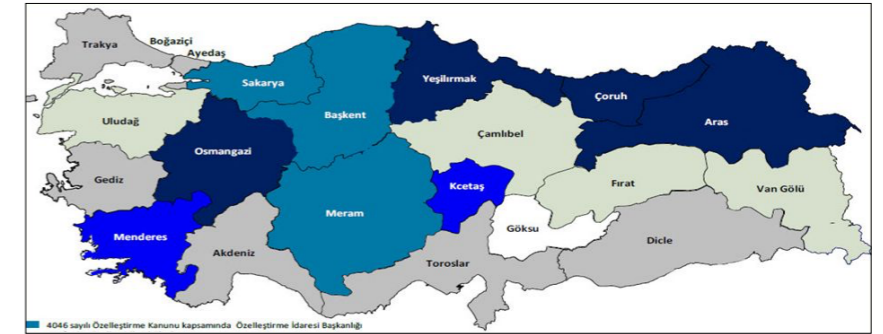 Trakya
Boğaziçi
Ayedaş
Sakarya
Başkent
Yeşilırmak
Çoruh
Aras
Uludağ
Osmangazi
Çamlıbel
Gediz
Kcetaş
Fırat
Van Gölü
Menderes
Meram
Göksu
Akdeniz
Toroslar
Dicle
4046 sayılı Özelleştirme Kanunu kapsamında Özelleştirme İdaresi Başkanlığı